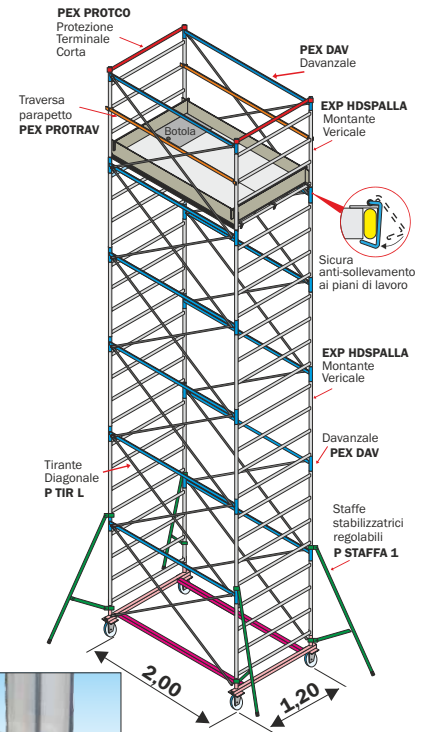 PEX PROTCO
Protezione
Terminale
Corta
PEX DAV
Davanzale
Traversa
parapetto
PEX PROTRAV
Botola
EXP HDSPALLA
Montante
Vericale
Sicura
anti-sollevamento
ai piani di lavoro
EXP HDSPALLA
Montante
Vericale
Davanzale
PEX DAV
Tirante
Diagonale
P TIR L
Staffe
stabilizzatrici
regolabili
P STAFFA 1
2,00
1,20